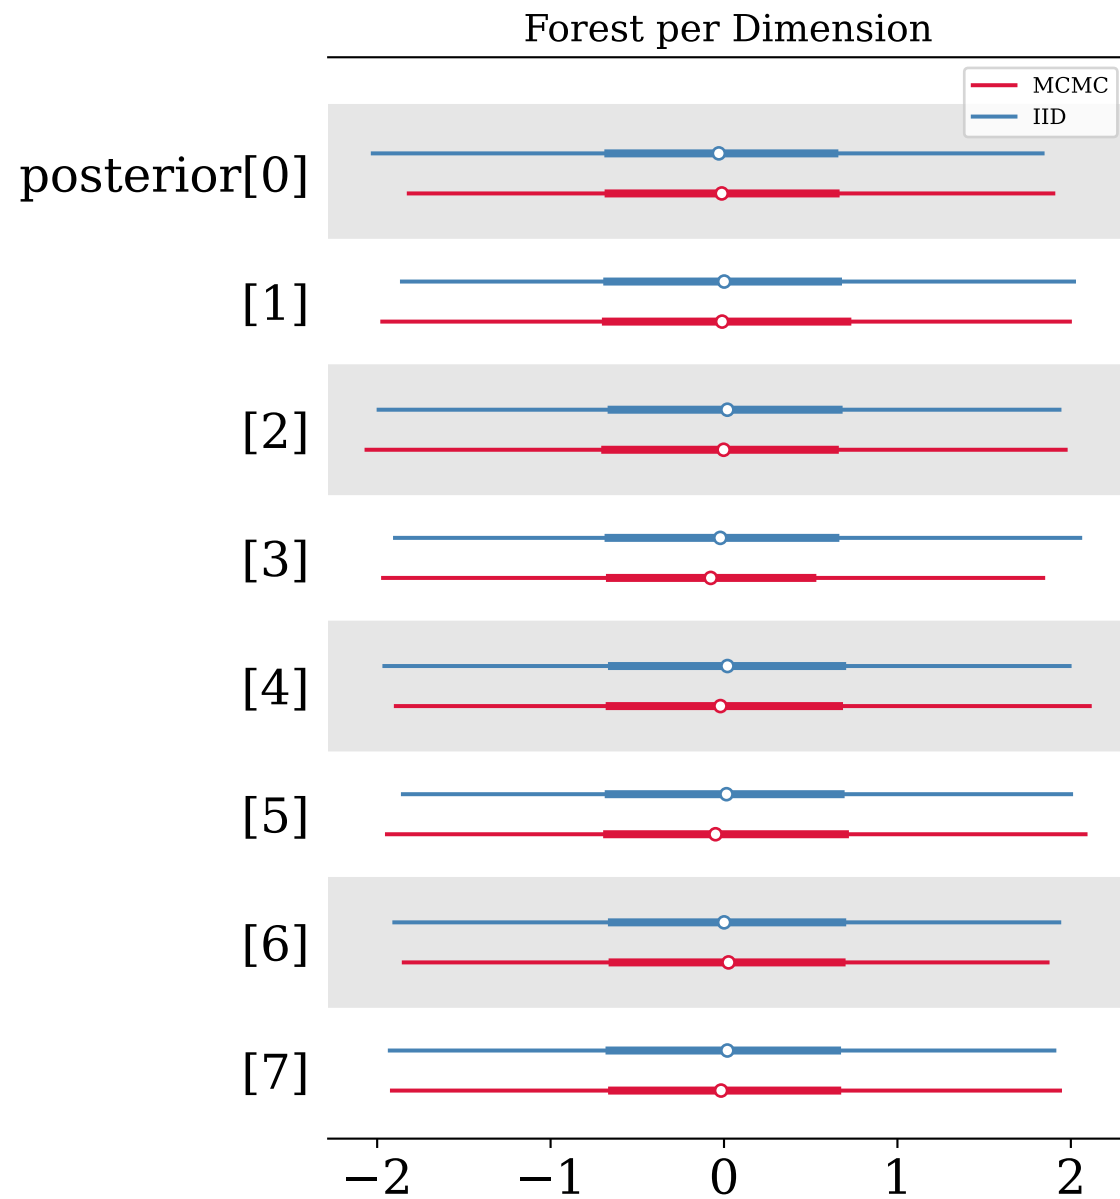 Forest per Dimension
MCMC
IID
posterior[0]
[1]
[2]
[3]
[4]
[5]
[6]
[7]
−2 −1 0 1 2